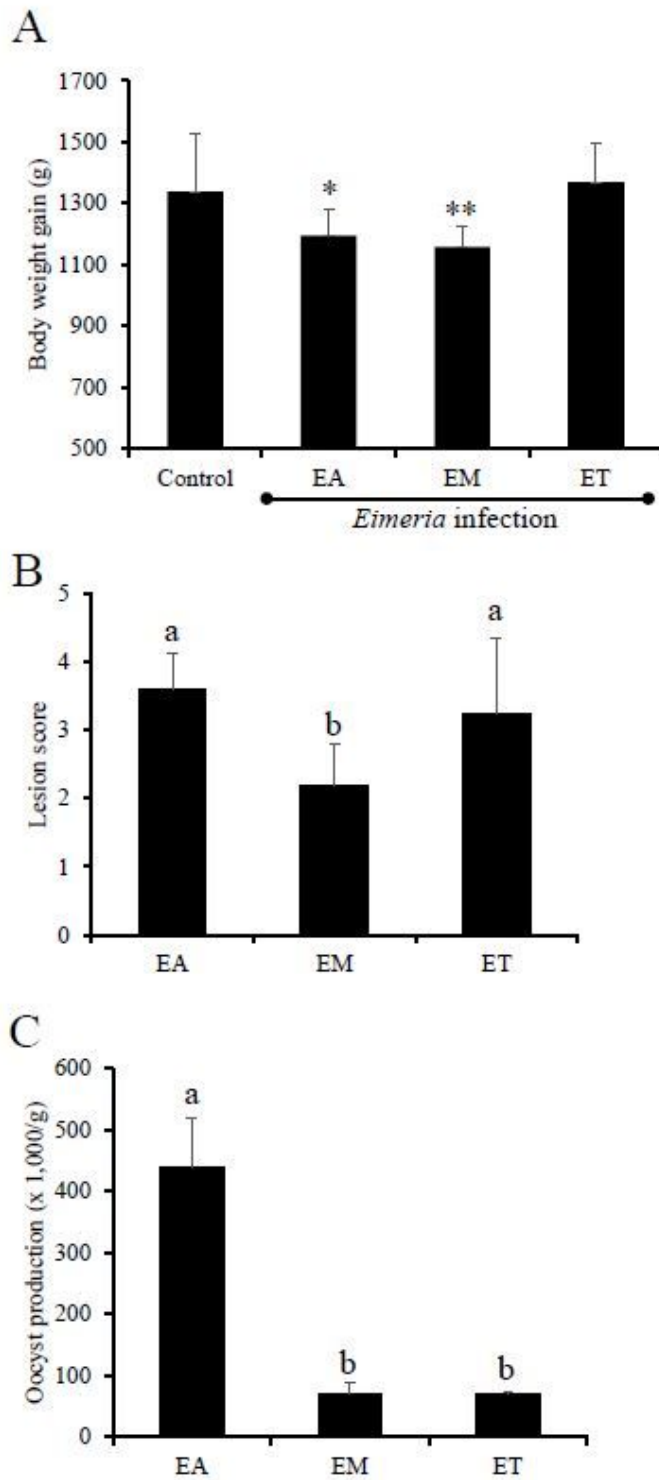 A
Body weight gain (g)
1700
1500
1300
1100
900
700
500
*
**
Control
EA
EM
ET
Eimeria infection
B
Lesion score
5
4
3
2
1
0
a
b
a
EA
EM
ET
C
Oocyst production (x 1,000/g)
600
500
400
300
200
100
0
a
b
b
EA
EM
ET